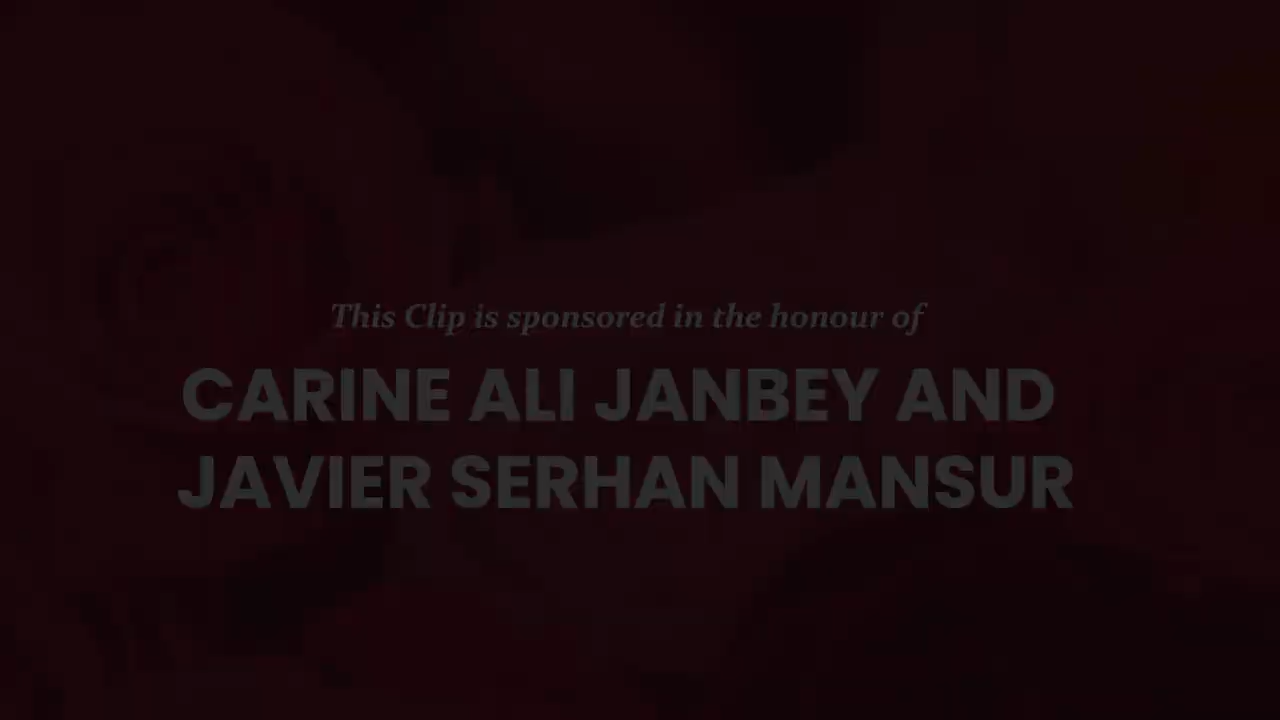 This Clip is sponsored in the honour of
CARINE ALI JANBEY AND
JAVIER SERHAN MANSUR